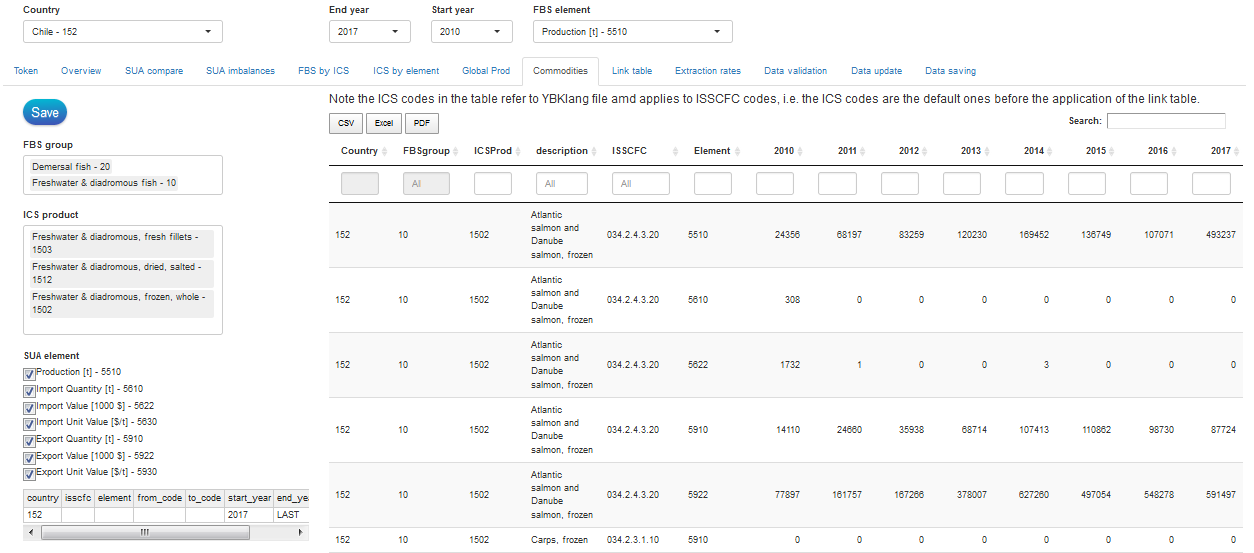 Country End year Start year FBS element
Chile - 152 2017 2010 Production [t] - 5510
Token Overview SUA compare SUA imbalances FBS by ICS ICS by element Global Prod Commodities Link table Extraction rates Data validation Data update Data saving
Save
FBS group
Demersal fish - 20
Freshwater & diadromous fish - 10
ICS product
Freshwater & diadromous, fresh fillets -
1503
Freshwater & diadromous, dried, salted -
1512
Freshwater & diadromous, frozen, whole -
1502
SUA element
Production [t] - 5510
Import Quantity [t] - 5610
Import Value [1000 $] - 5622
Import Unit Value [$/t] - 5630
Export Quantity [t] - 5910
Export Value [1000 $] - 5922
Export Unit Value [$/t] - 5930
country isscfc element from_code to_code start_year end_yea
152 2017 LAST
Note the ICS codes in the table refer to YBKlang file amd applies to ISSCFC codes, i.e. the ICS codes are the default ones before the application of the link table.
CSV Excel PDF Search:
Country FBSgroup ICSProd description ISSCFC Element 2010 2011 2012 2013 2014 2015 2016 2017
All All All
Atlantic
salmon and
152 10 1502 Danube 034.2.4.3.20 5510 24356 68197 83259 120230 169452 136749 107071 493237
salmon, frozen
Atlantic
salmon and
152 10 1502 Danube 034.2.4.3.20 5610 308 0 0 0 0 0 0 0
salmon, frozen
Atlantic
salmon and
152 10 1502 Danube 034.2.4.3.20 5622 1732 1 0 0 3 0 0 0
salmon, frozen
Atlantic
salmon and
152 10 1502 Danube 034.2.4.3.20 5910 14110 24660 35938 68714 107413 110862 98730 87724
salmon, frozen
Atlantic
salmon and
152 10 1502 Danube 034.2.4.3.20 5922 77897 161757 167266 378007 627260 497054 548278 591497
salmon, frozen
152 10 1502 Carps, frozen 034.2.3.1.10 5910 0 0 0 0 0 0 0 0